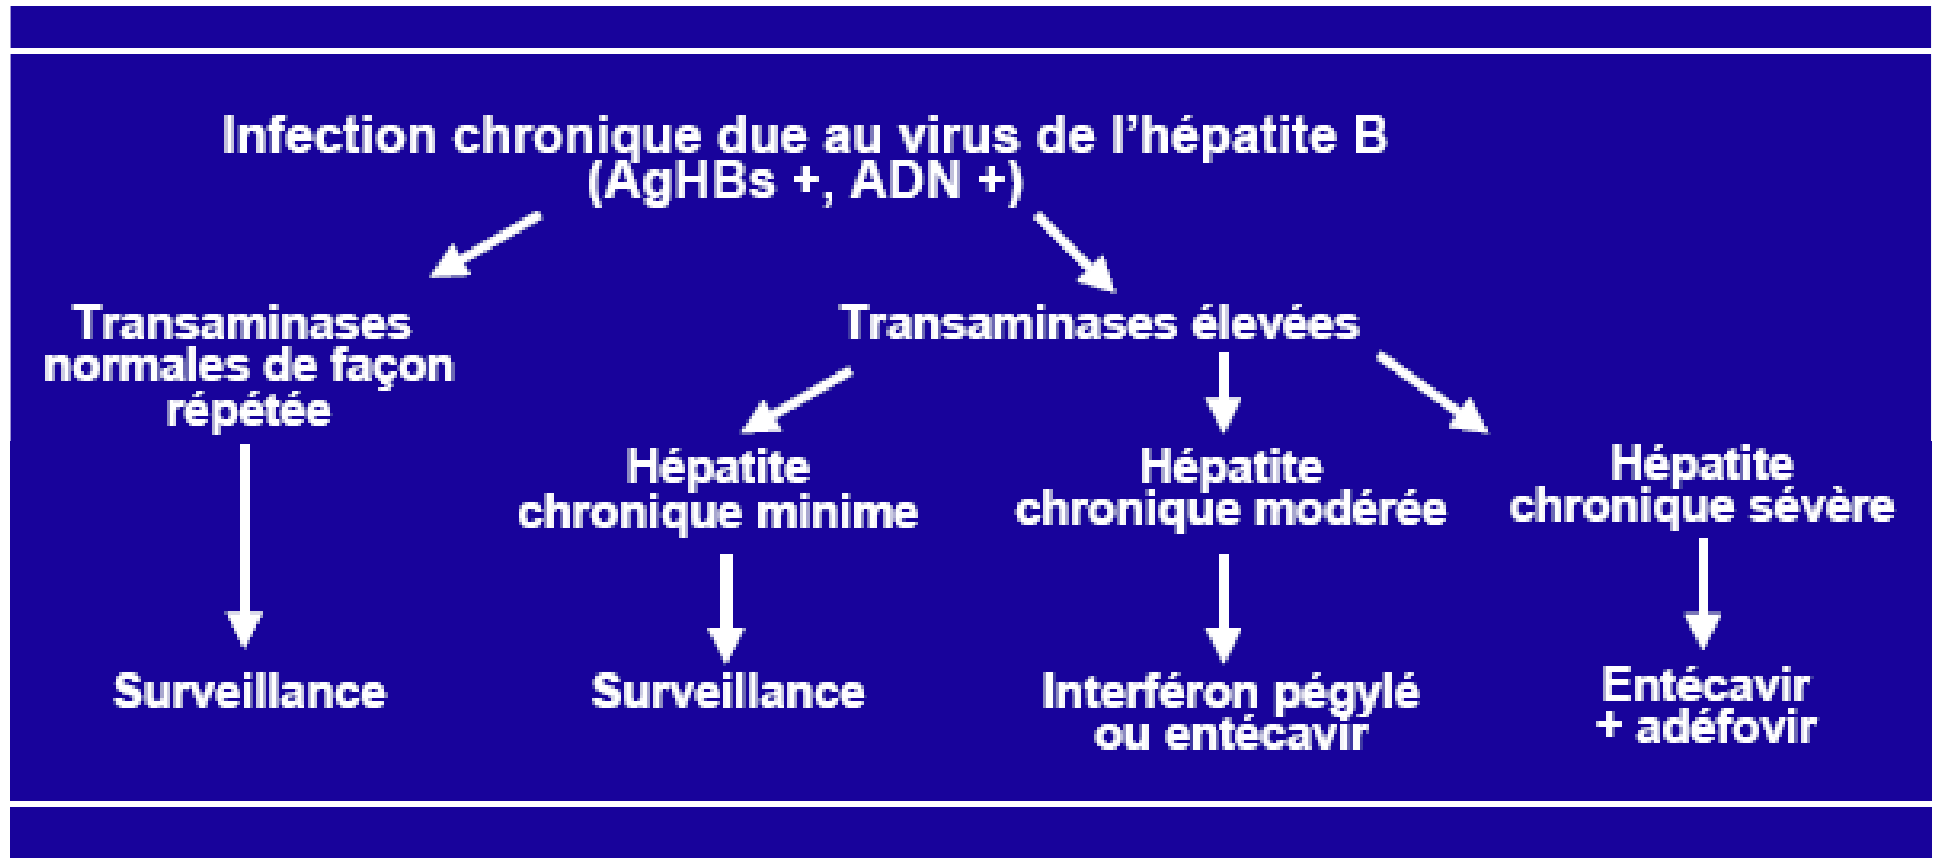 Infection chronique due au virus de l'hépatite B
(AgHBs +, ADN +)
Transaminases
normales de façon
répétée
Transaminases élevées
Hépatite
chronique minime
Hépatite
chronique modérée
Hépatite
chronique sévère
Surveillance
Surveillance
Interféron pégylé
ou entécavir
Entécavir
+ adéfovir